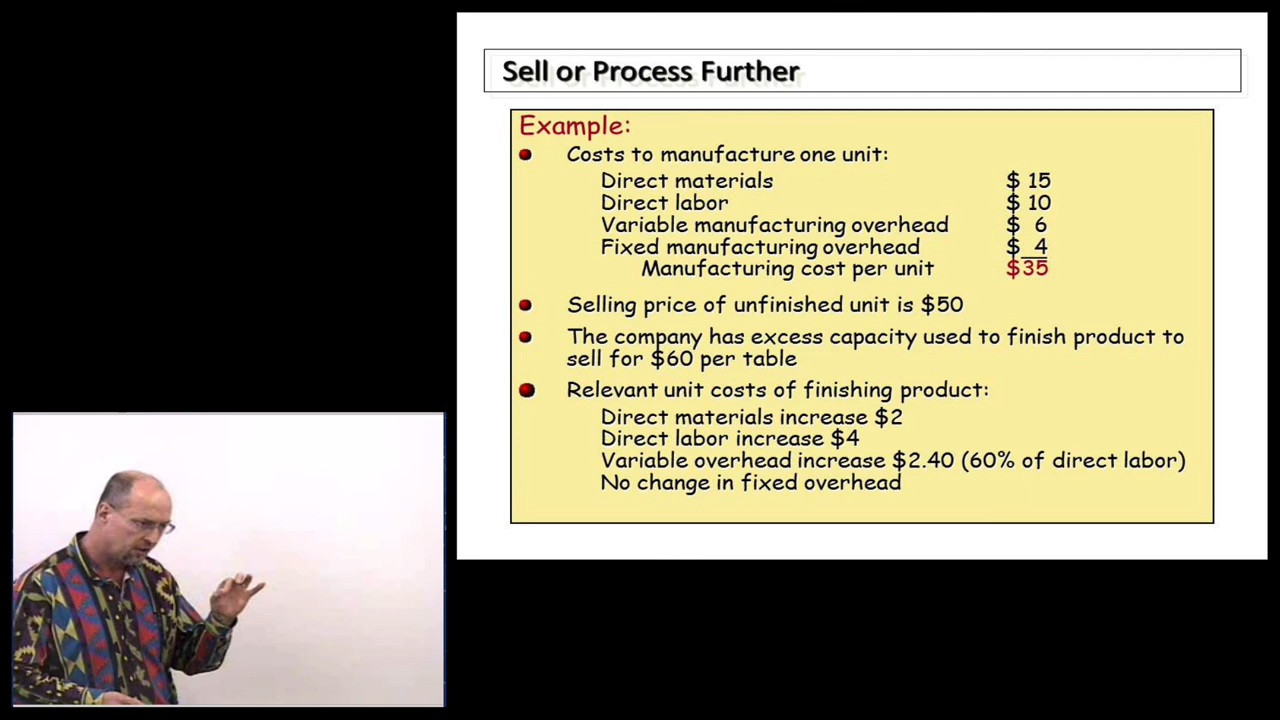 Sell or Process Further
Example:
Costs to manufacture one unit:
Direct materials $ 15
Direct labor $ 10
Variable manufacturing overhead $ 6
Fixed manufacturing overhead $ 4
Manufacturing cost per unit $35
Selling price of unfinished unit is $50
The company has excess capacity used to finish product to
sell for $60 per table
Relevant unit costs of finishing product:
Direct materials increase $2
Direct labor increase $4
Variable overhead increase $2.40 (60% of direct labor)
No change in fixed overhead